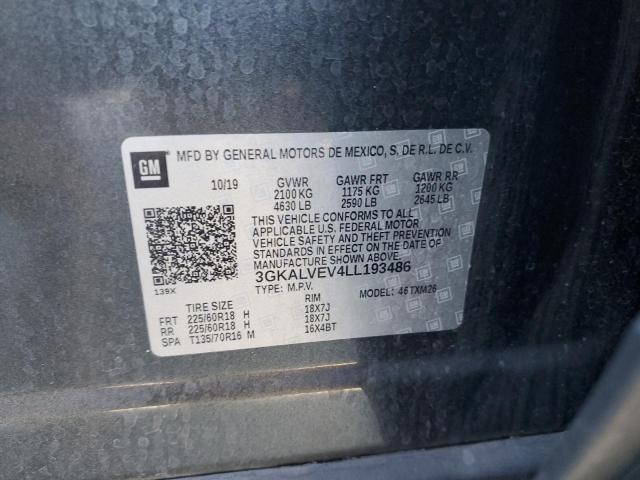 GM
MFD BY GENERAL MOTORS DE MEXICO, S. DE R.L. DE C.V.
10/19 GVWR GAWR FRT GAWR RR
2100 KG 1175 KG 1200 KG
4630 LB 2590 LB 2645 LB
THIS VEHICLE CONFORMS TO ALL
APPLICABLE U.S. FEDERAL MOTOR
VEHICLE SAFETY AND THEFT PREVENTION
STANDARDS IN EFFECT ON THE DATE OF
MANUFACTURE SHOWN ABOVE.
3GKALVEV4LL193486
139X
TYPE: M.P.V. MODEL: 46TXM26
TIRE SIZE RIM
FRT 225/60R18 H 18X7J
RR 225/60R18 H 18X7J
SPA T135/70R16 M 16X4BT